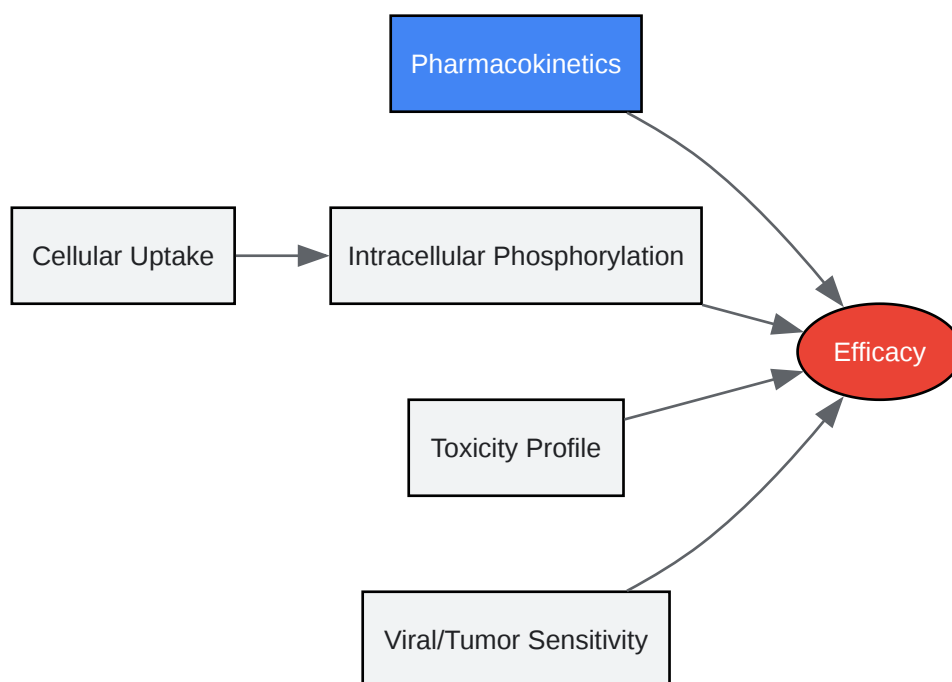 Pharmacokinetics
Cellular Uptake
Intracellular Phosphorylation
Efficacy
Toxicity Profile
Viral/Tumor Sensitivity